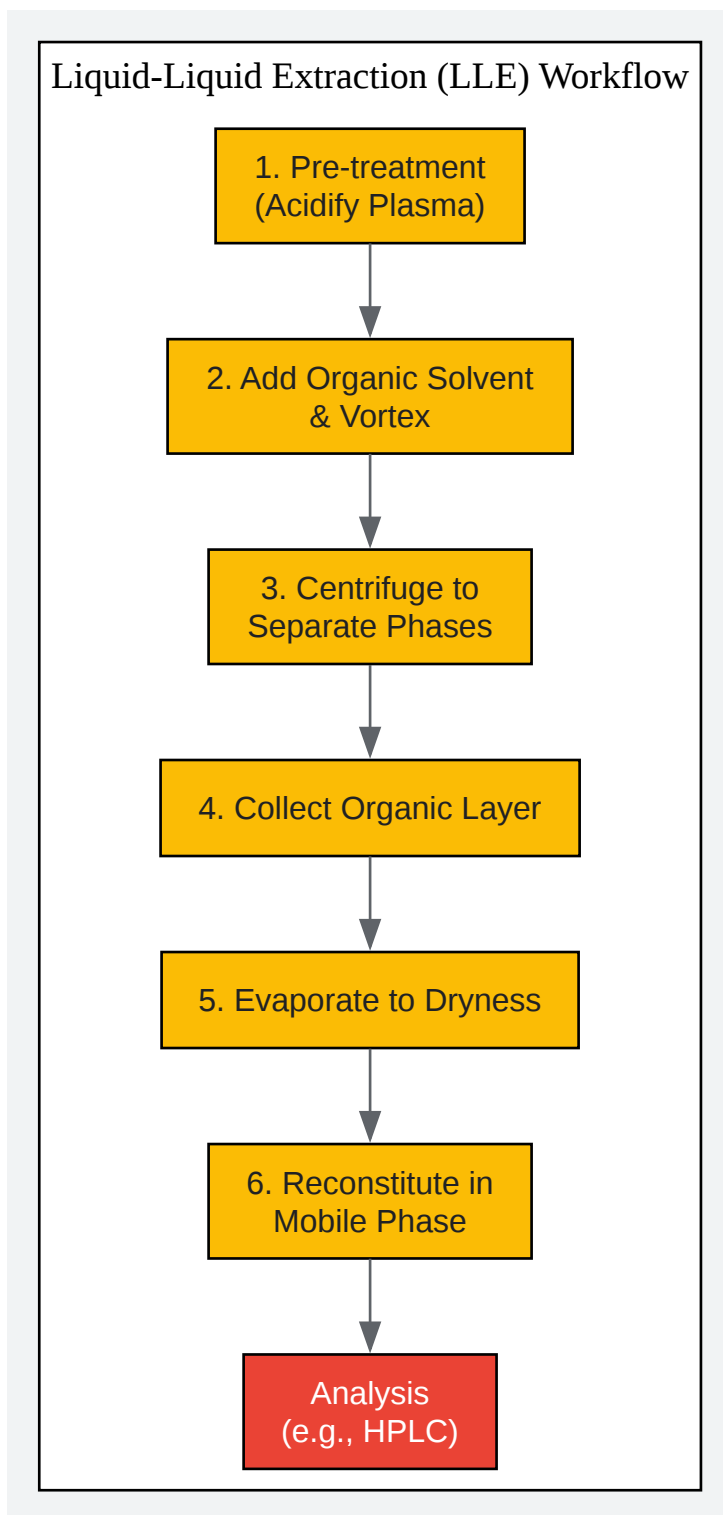 Liquid-Liquid Extraction (LLE) Workflow
1. Pre-treatment
(Acidify Plasma)
2. Add Organic Solvent
& Vortex
3. Centrifuge to
Separate Phases
4. Collect Organic Layer
5. Evaporate to Dryness
6. Reconstitute in
Mobile Phase
Analysis
(e.g., HPLC)